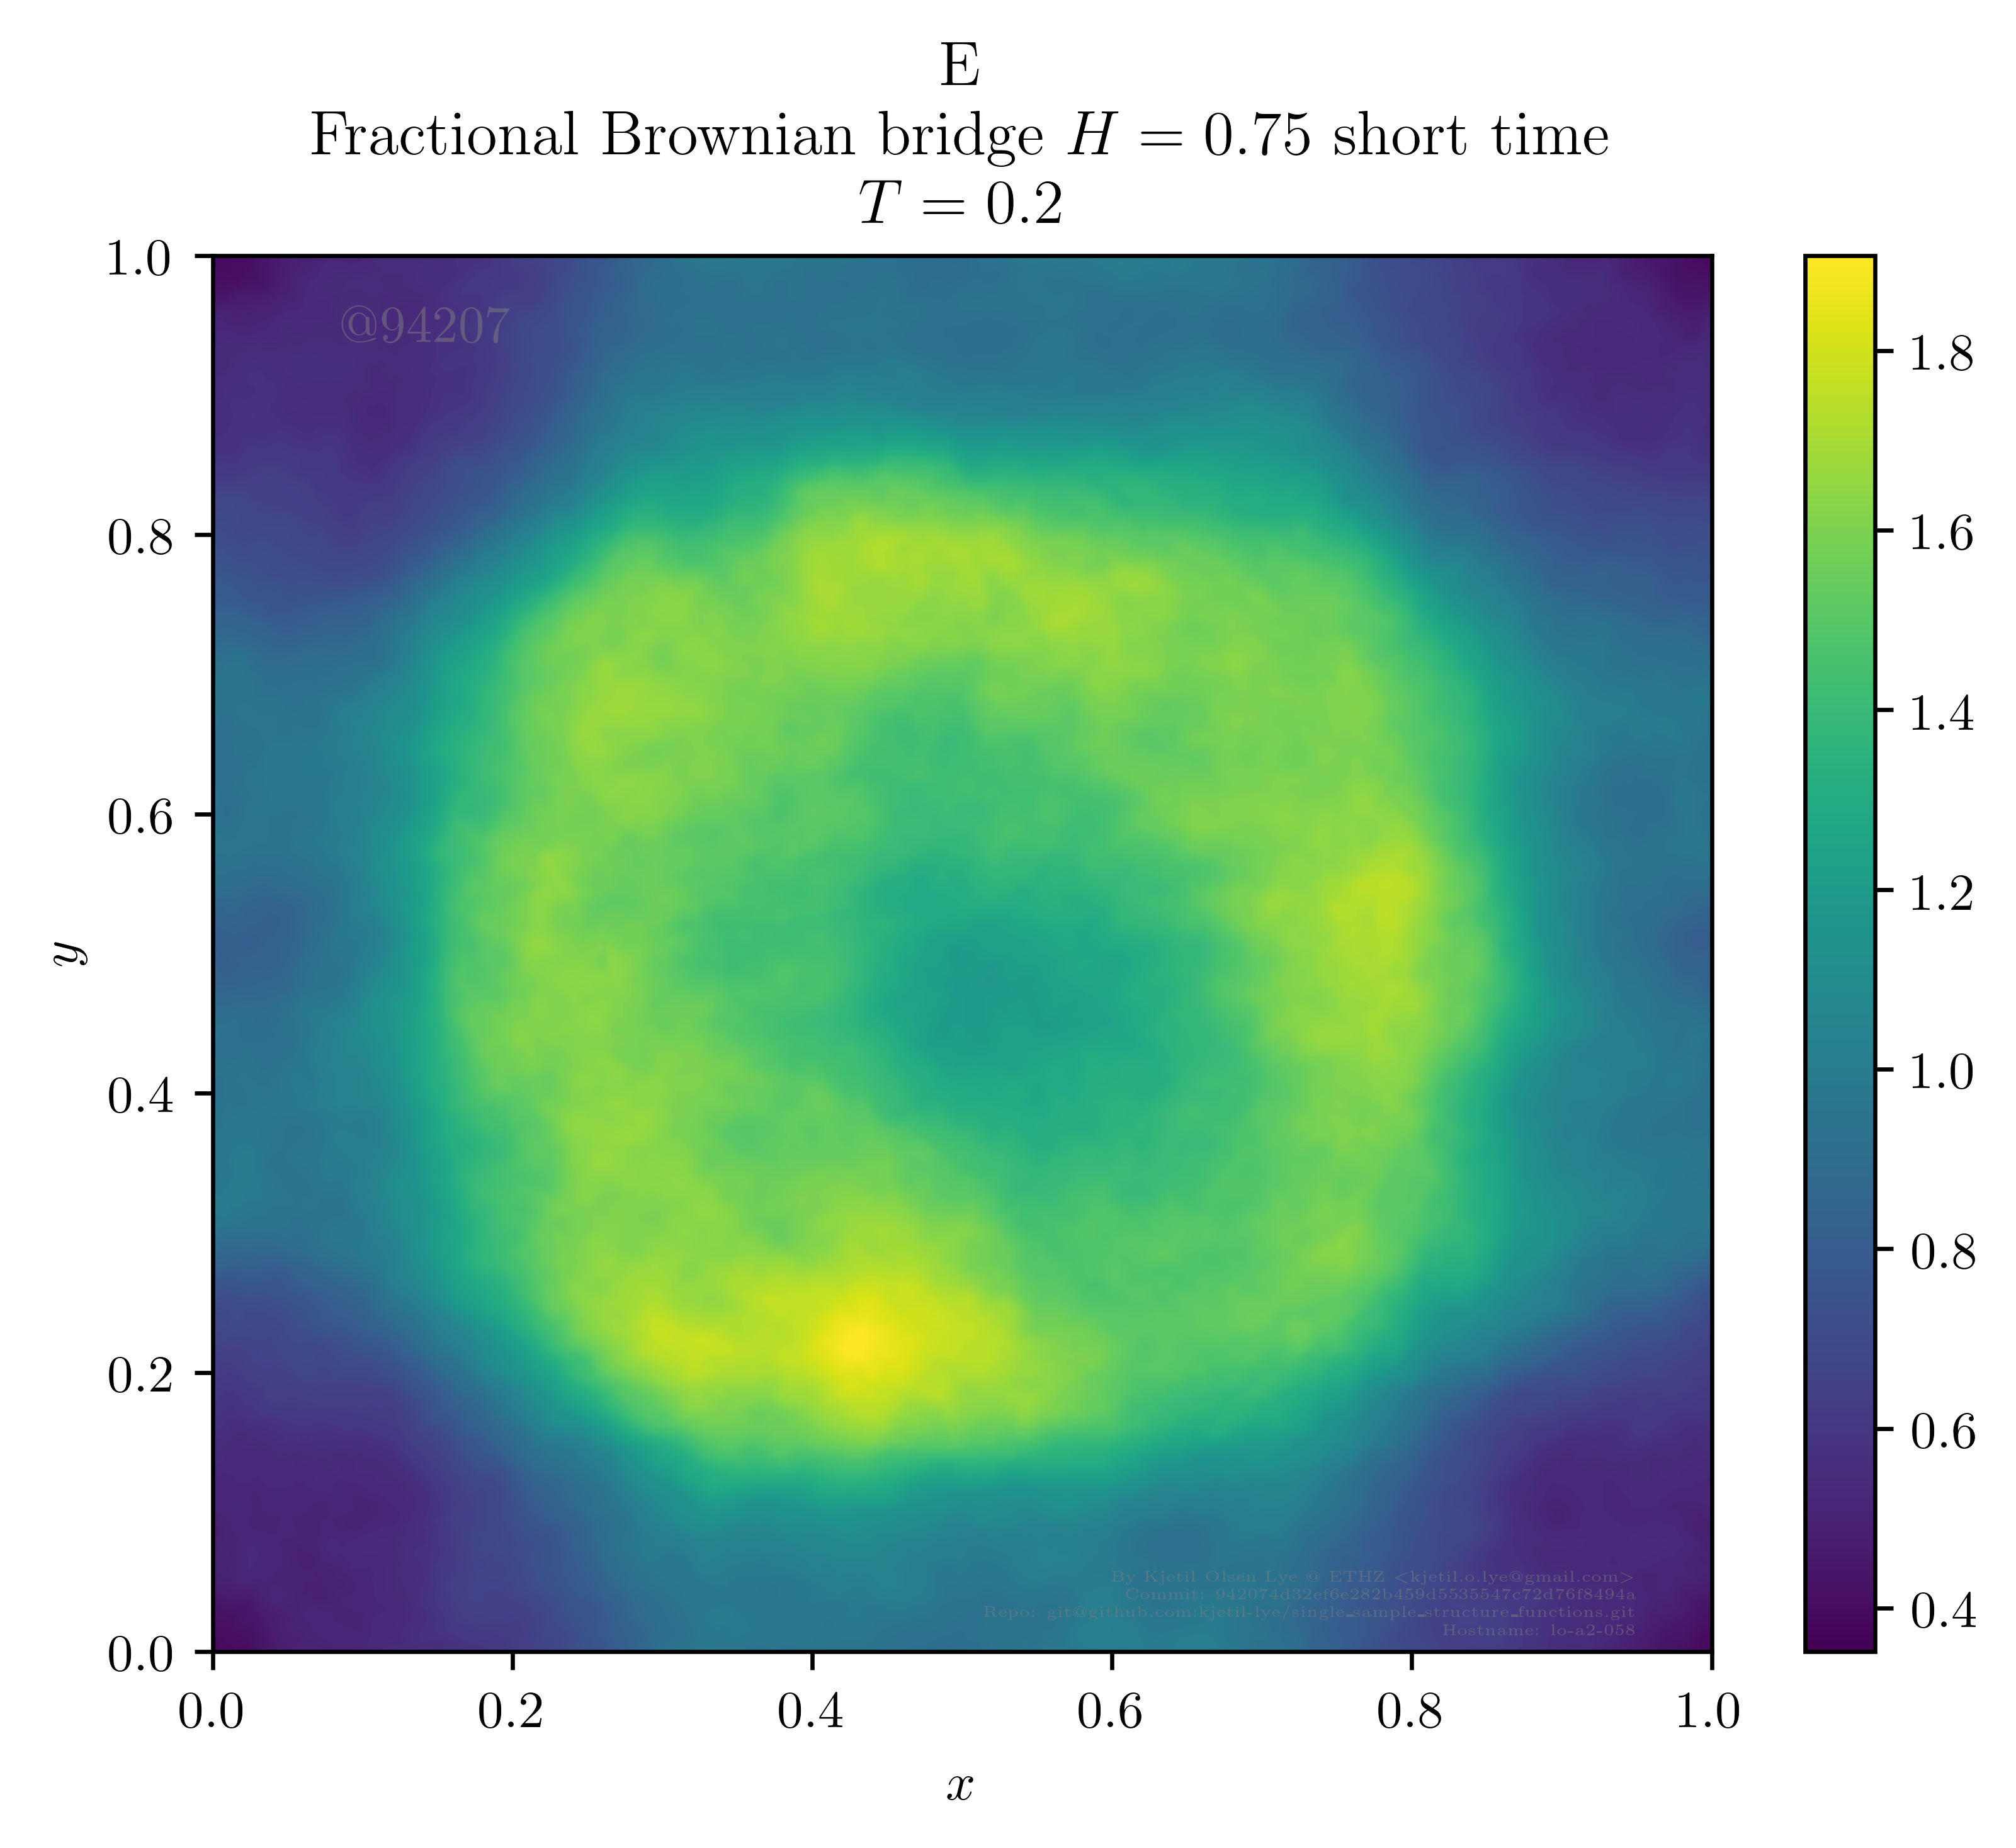 E
Fractional Brownian bridge H = 0.75 short time
T = 0.2
1.0
0.8
0.6
0.4
0.2
0.0
y
0.0 0.2 0.4 0.6 0.8 1.0
x
1.8
1.6
1.4
1.2
1.0
0.8
0.6
0.4
@94207
By Kjetil Olsen Lye @ ETHZ <kjetil.o.lye@gmail.com>
Commit: 942074d32ef6e282b459d5535547c72d76f8494a
Repo: git@github.com:kjetil-lye/single_sample_structure_functions.git
Hostname: lo-a2-058